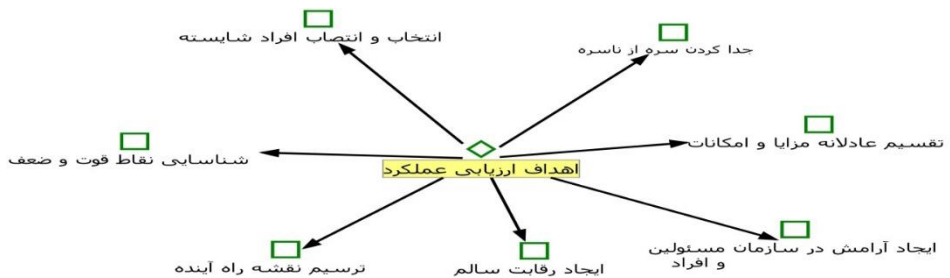 انتخاب و انتصاب افراد شایسته
جدا کردن سره از ناسره
تقسیم عادلانه مزایا و امکانات
شناسایی نقاط قوت و ضعف
اهداف ارزیابی عملکرد
ایجاد آرامش در سازمان مسئولین
و افراد
ایجاد رقابت سالم
ترسیم نقشه راه آینده